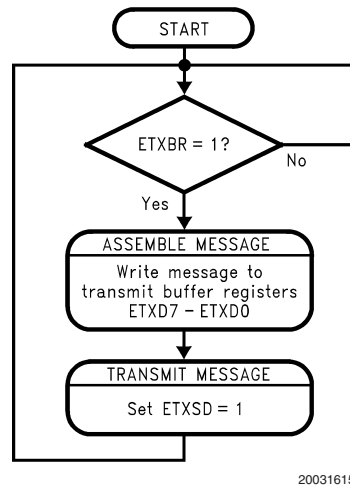 START
ETXBR = 1?
No
Yes
ASSEMBLE MESSAGE
Write message to
transmit buffer registers
ETXD7 – ETXD0
TRANSMIT MESSAGE
Set ETXSD = 1
20031615